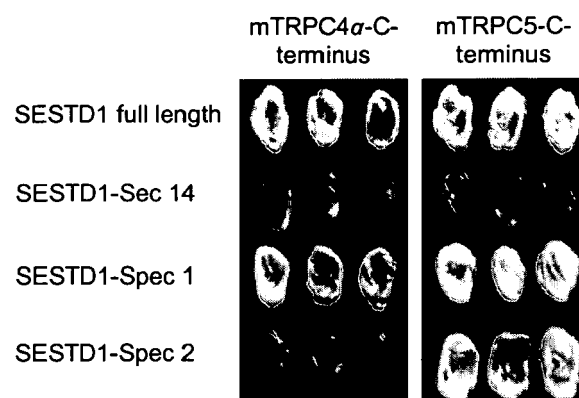 mTRPC4α-C-
terminus
mTRPC5-C-
terminus
SESTD1 full length
SESTD1-Sec 14
SESTD1-Spec 1
SESTD1-Spec 2